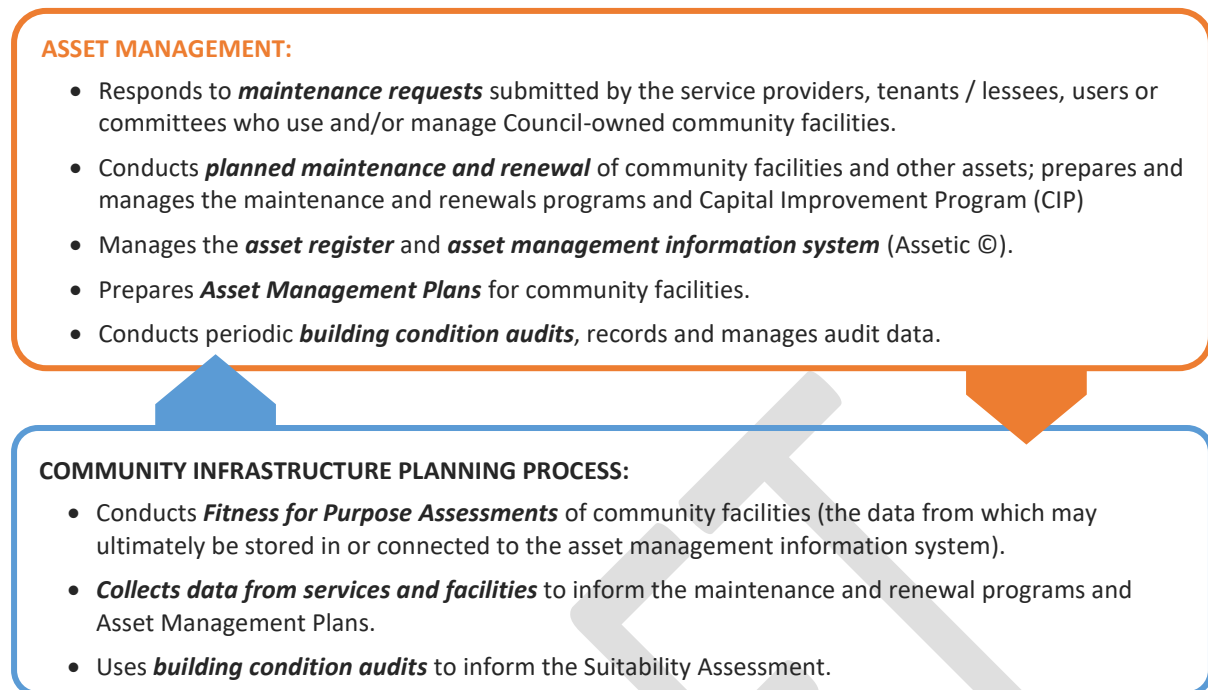 ASSET MANAGEMENT:
• Responds to maintenance requests submitted by the service providers, tenants / lessees, users or
committees who use and/or manage Council-owned community facilities.
• Conducts planned maintenance and renewal of community facilities and other assets; prepares and
manages the maintenance and renewals programs and Capital Improvement Program (CIP)
• Manages the asset register and asset management information system (Assetic ©).
• Prepares Asset Management Plans for community facilities.
• Conducts periodic building condition audits, records and manages audit data.
COMMUNITY INFRASTRUCTURE PLANNING PROCESS:
• Conducts Fitness for Purpose Assessments of community facilities (the data from which may
ultimately be stored in or connected to the asset management information system).
• Collects data from services and facilities to inform the maintenance and renewal programs and
Asset Management Plans.
• Uses building condition audits to inform the Suitability Assessment.